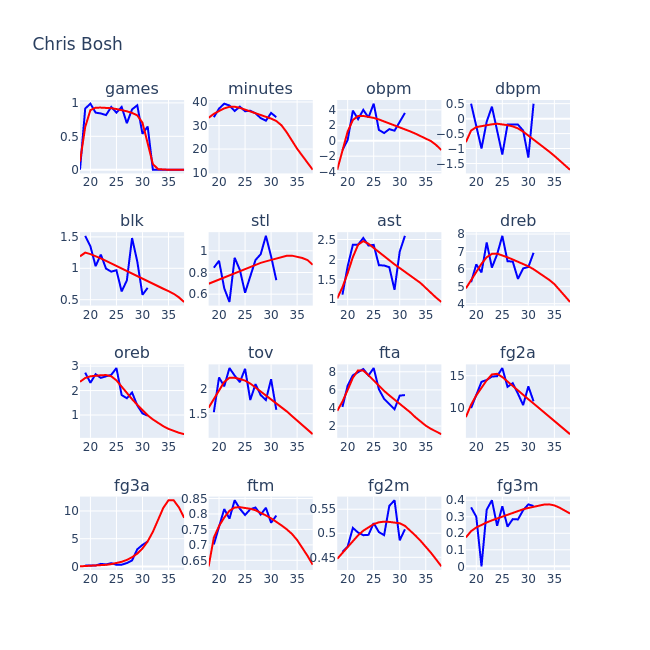 Chris Bosh
games minutes obpm dbpm
1 0.5 0 20 25 30 35
40 30 20 10 20 25 30 35
4 2 0 −2 −4 20 25 30 35
0.5 0 −0.5 −1 −1.5 20 25 30 35
blk stl ast dreb
1.5 1 0.5 20 25 30 35
1 0.8 0.6 20 25 30 35
2.5 2 1.5 1 20 25 30 35
8 7 6 5 4 20 25 30 35
oreb tov fta fg2a
3 2 1 20 25 30 35
2 1.5 20 25 30 35
8 6 4 2 20 25 30 35
15 10 20 25 30 35
fg3a ftm fg2m fg3m
10 5 0 20 25 30 35
0.85 0.8 0.75 0.7 0.65 20 25 30 35
0.55 0.5 0.45 20 25 30 35
0.4 0.3 0.2 0.1 0 20 25 30 35